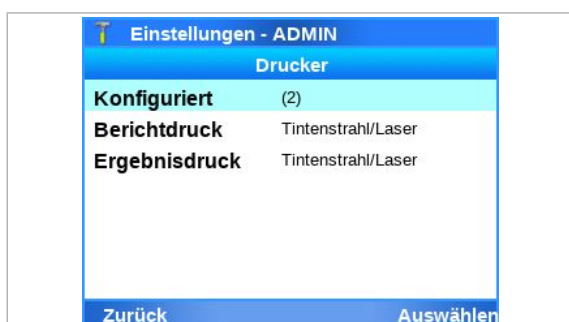 Einstellungen - ADMIN
Drucker
Konfiguriert (2)
Berichtdruck Tintenstrahl/Laser
Ergebnisdruck Tintenstrahl/Laser
Zurück Auswählen